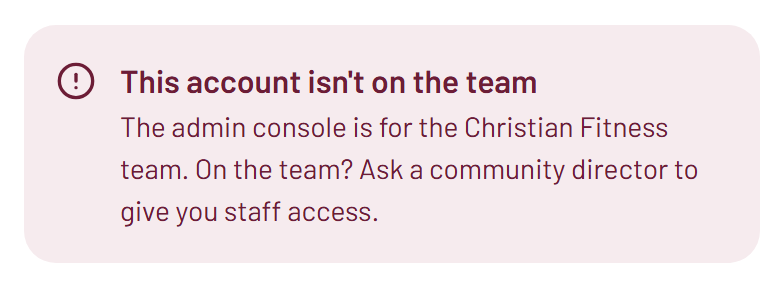 This account isn't on the team
The admin console is for the Christian Fitness
team. On the team? Ask a community director to
give you staff access.